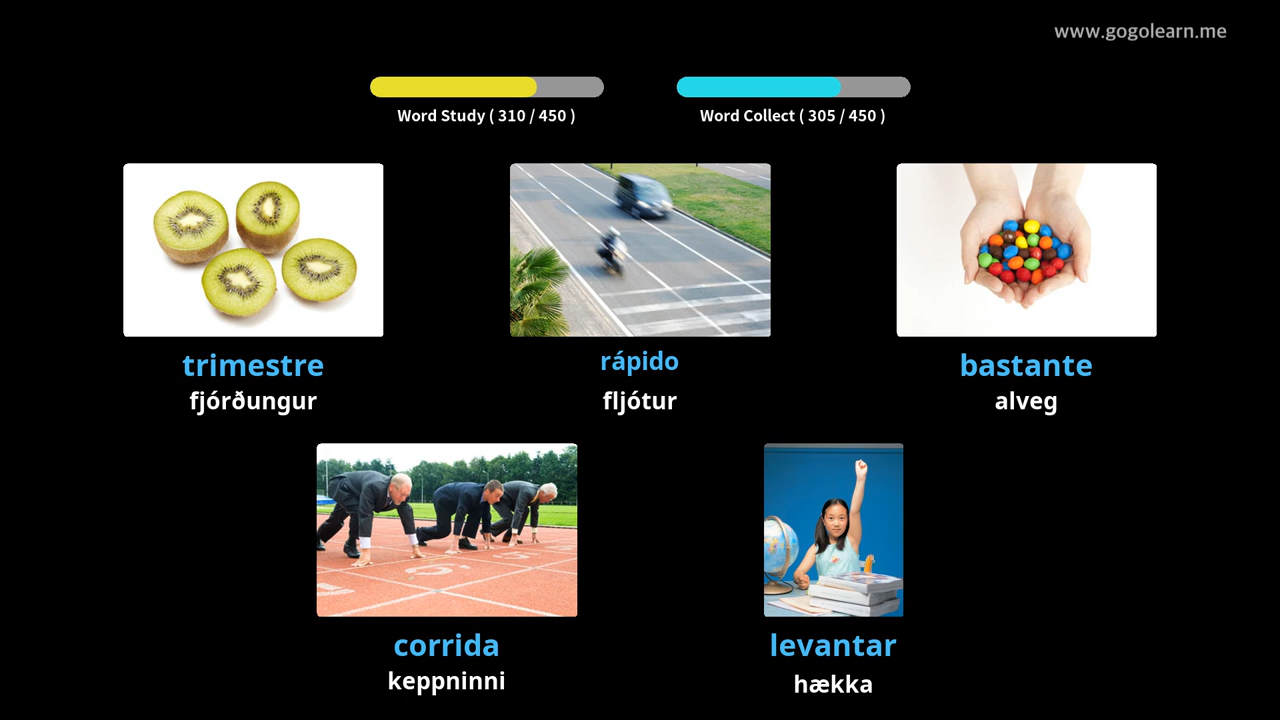 www.gogolearn.me
Word Study ( 310 / 450 )
Word Collect ( 305 / 450 )
trimestre
fjórðungur
rápido
fljótur
bastante
alveg
corrida
keppninni
levantar
hækka